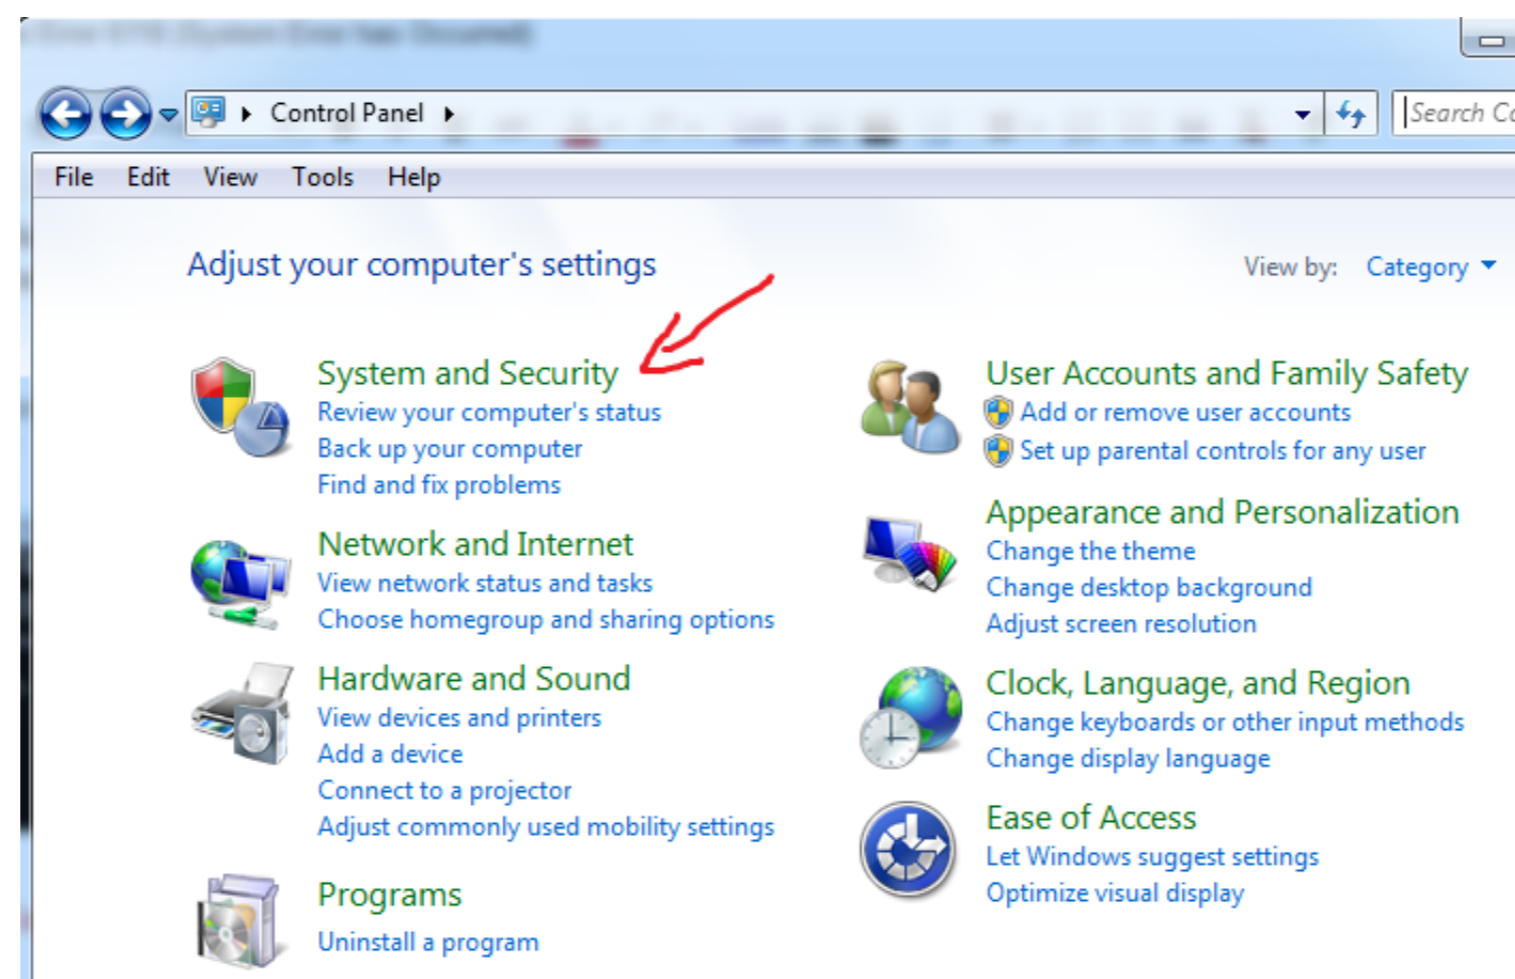 Control Panel
Search Co
File Edit View Tools Help
Adjust your computer's settings
View by: Category
System and Security
Review your computer's status
Back up your computer
Find and fix problems
Network and Internet
View network status and tasks
Choose homegroup and sharing options
Hardware and Sound
View devices and printers
Add a device
Connect to a projector
Adjust commonly used mobility settings
Programs
Uninstall a program
User Accounts and Family Safety
Add or remove user accounts
Set up parental controls for any user
Appearance and Personalization
Change the theme
Change desktop background
Adjust screen resolution
Clock, Language, and Region
Change keyboards or other input methods
Change display language
Ease of Access
Let Windows suggest settings
Optimize visual display